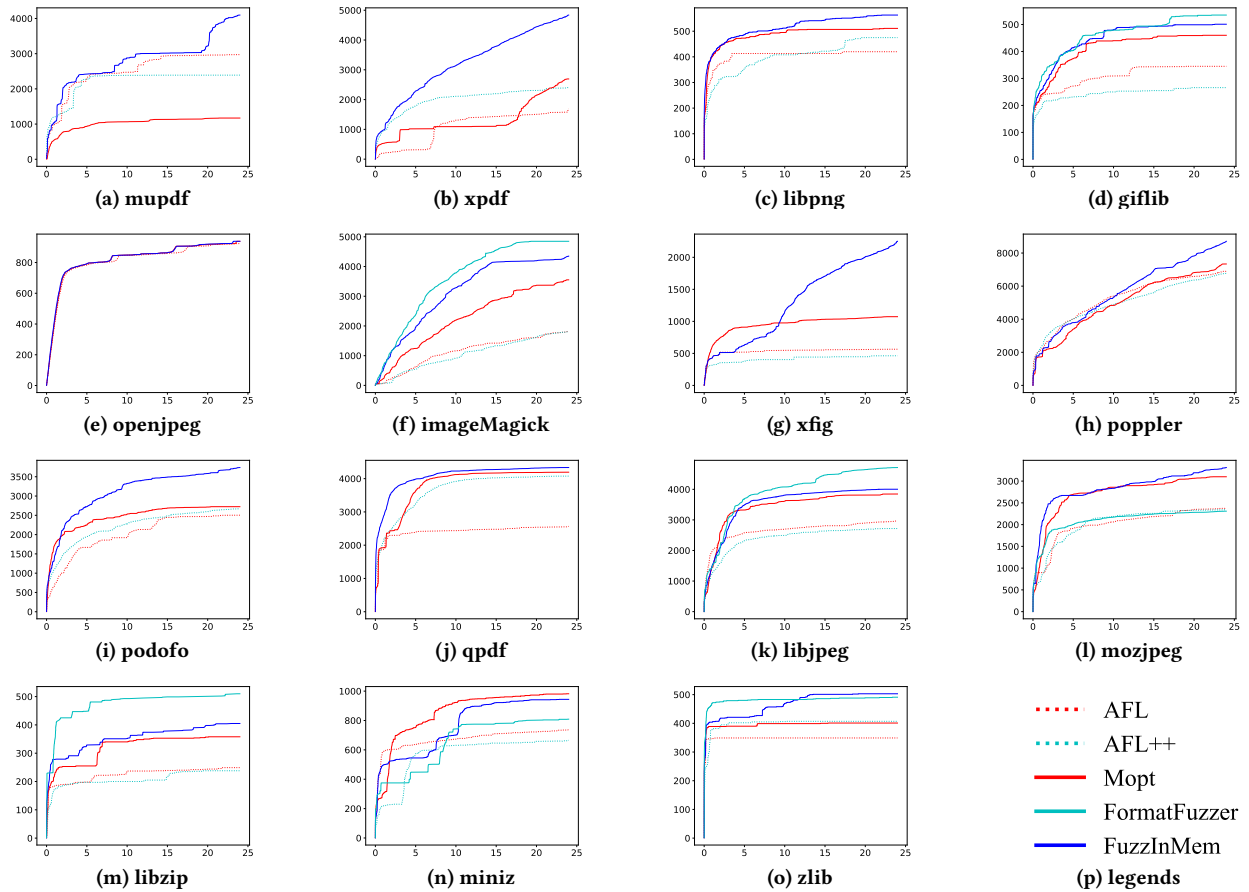 4000
3000
2000
1000
0
0 5 10 15 20 25
(a) mupdf
5000
4000
3000
2000
1000
0
0 5 10 15 20 25
(b) xpdf
500
400
300
200
100
0
0 5 10 15 20 25
(c) libpng
500
400
300
200
100
0
0 5 10 15 20 25
(d) giflib
800
600
400
200
0
0 5 10 15 20 25
(e) openjpeg
5000
4000
3000
2000
1000
0
0 5 10 15 20 25
(f) imageMagick
2000
1500
1000
500
0
0 5 10 15 20 25
(g) xfig
8000
6000
4000
2000
0
0 5 10 15 20 25
(h) poppler
3500
3000
2500
2000
1500
1000
500
0
0 5 10 15 20 25
(i) podofo
4000
3000
2000
1000
0
0 5 10 15 20 25
(j) qpdf
4000
3000
2000
1000
0
0 5 10 15 20 25
(k) libjpeg
3000
2500
2000
1500
1000
500
0
0 5 10 15 20 25
(l) mozjpeg
500
400
300
200
100
0
0 5 10 15 20 25
(m) libzip
1000
800
600
400
200
0
0 5 10 15 20 25
(n) miniz
500
400
300
200
100
0
0 5 10 15 20 25
(o) zlib
AFL
AFL++
Mopt
FormatFuzzer
FuzzInMem
(p) legends